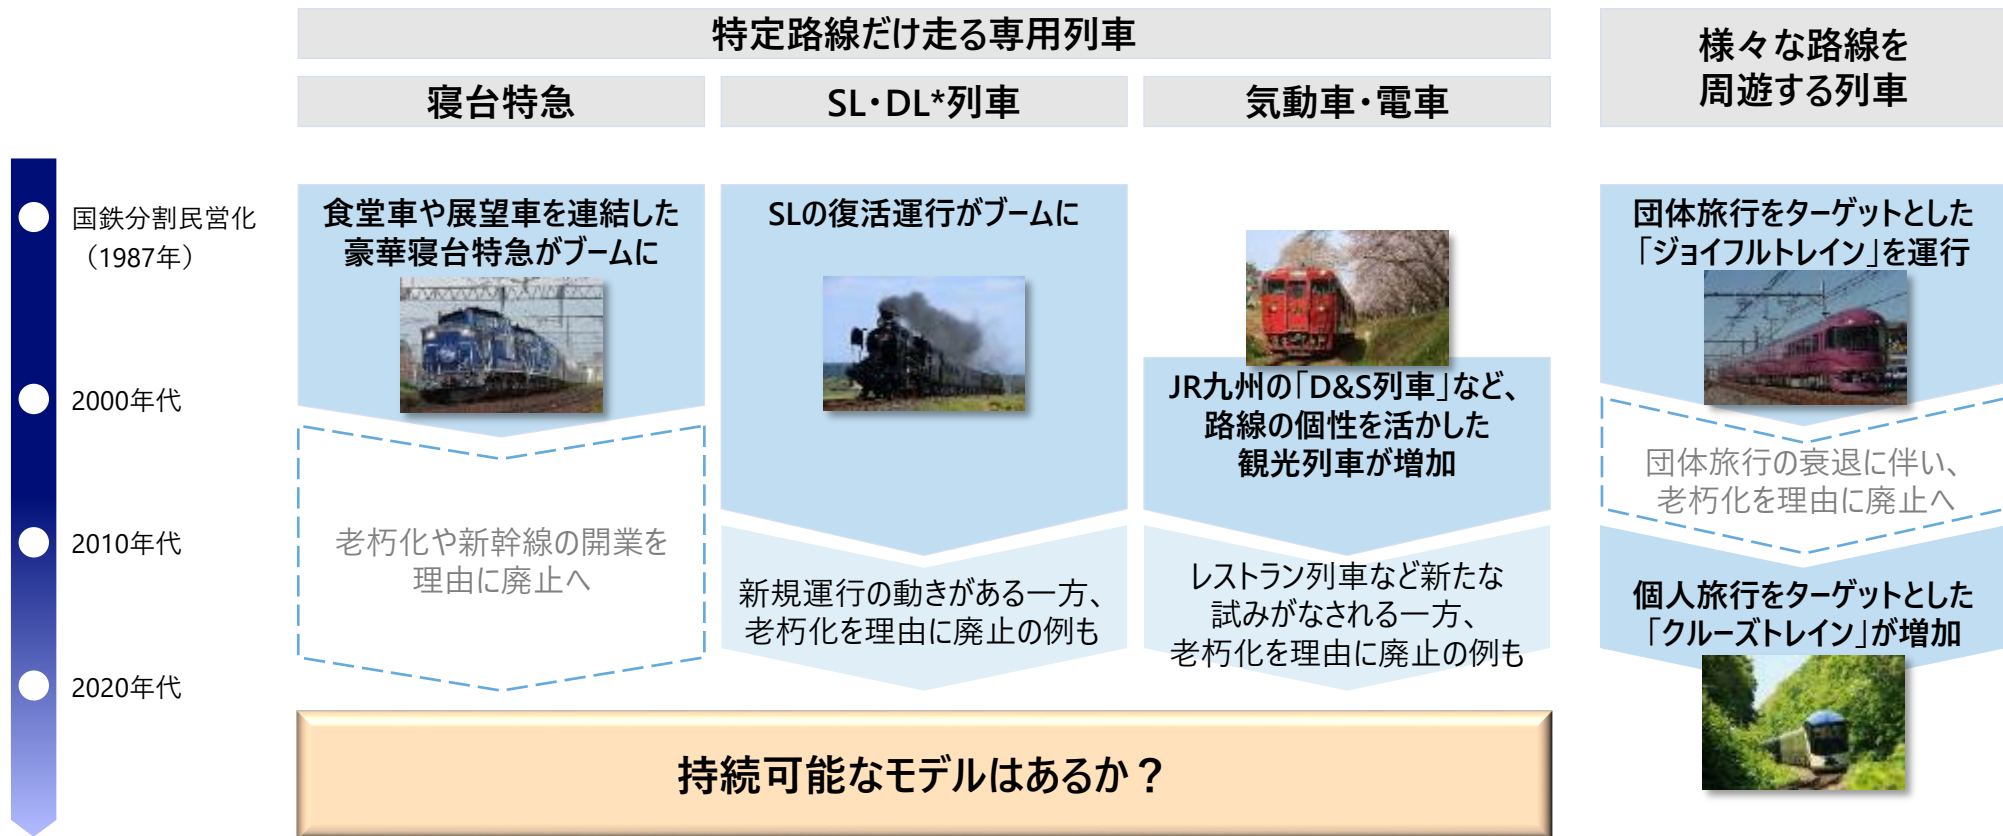 特定路線だけ走る専用列車
様々な路線を
周遊する列車
寝台特急
SL・DL*列車
気動車・電車
国鉄分割民営化
（1987年）
2000年代
2010年代
2020年代
食堂車や展望車を連結した
豪華寝台特急がブームに
老朽化や新幹線の開業を
理由に廃止へ
SLの復活運行がブームに
新規運行の動きがある一方、
老朽化を理由に廃止の例も
JR九州の「D&S列車」など、
路線の個性を活かした
観光列車が増加
レストラン列車など新たな
試みがなされる一方、
老朽化を理由に廃止の例も
団体旅行をターゲットとした
「ジョイフルトレイン」を運行
団体旅行の衰退に伴い、
老朽化を理由に廃止へ
個人旅行をターゲットとした
「クルーズトレイン」が増加
持続可能なモデルはあるか？